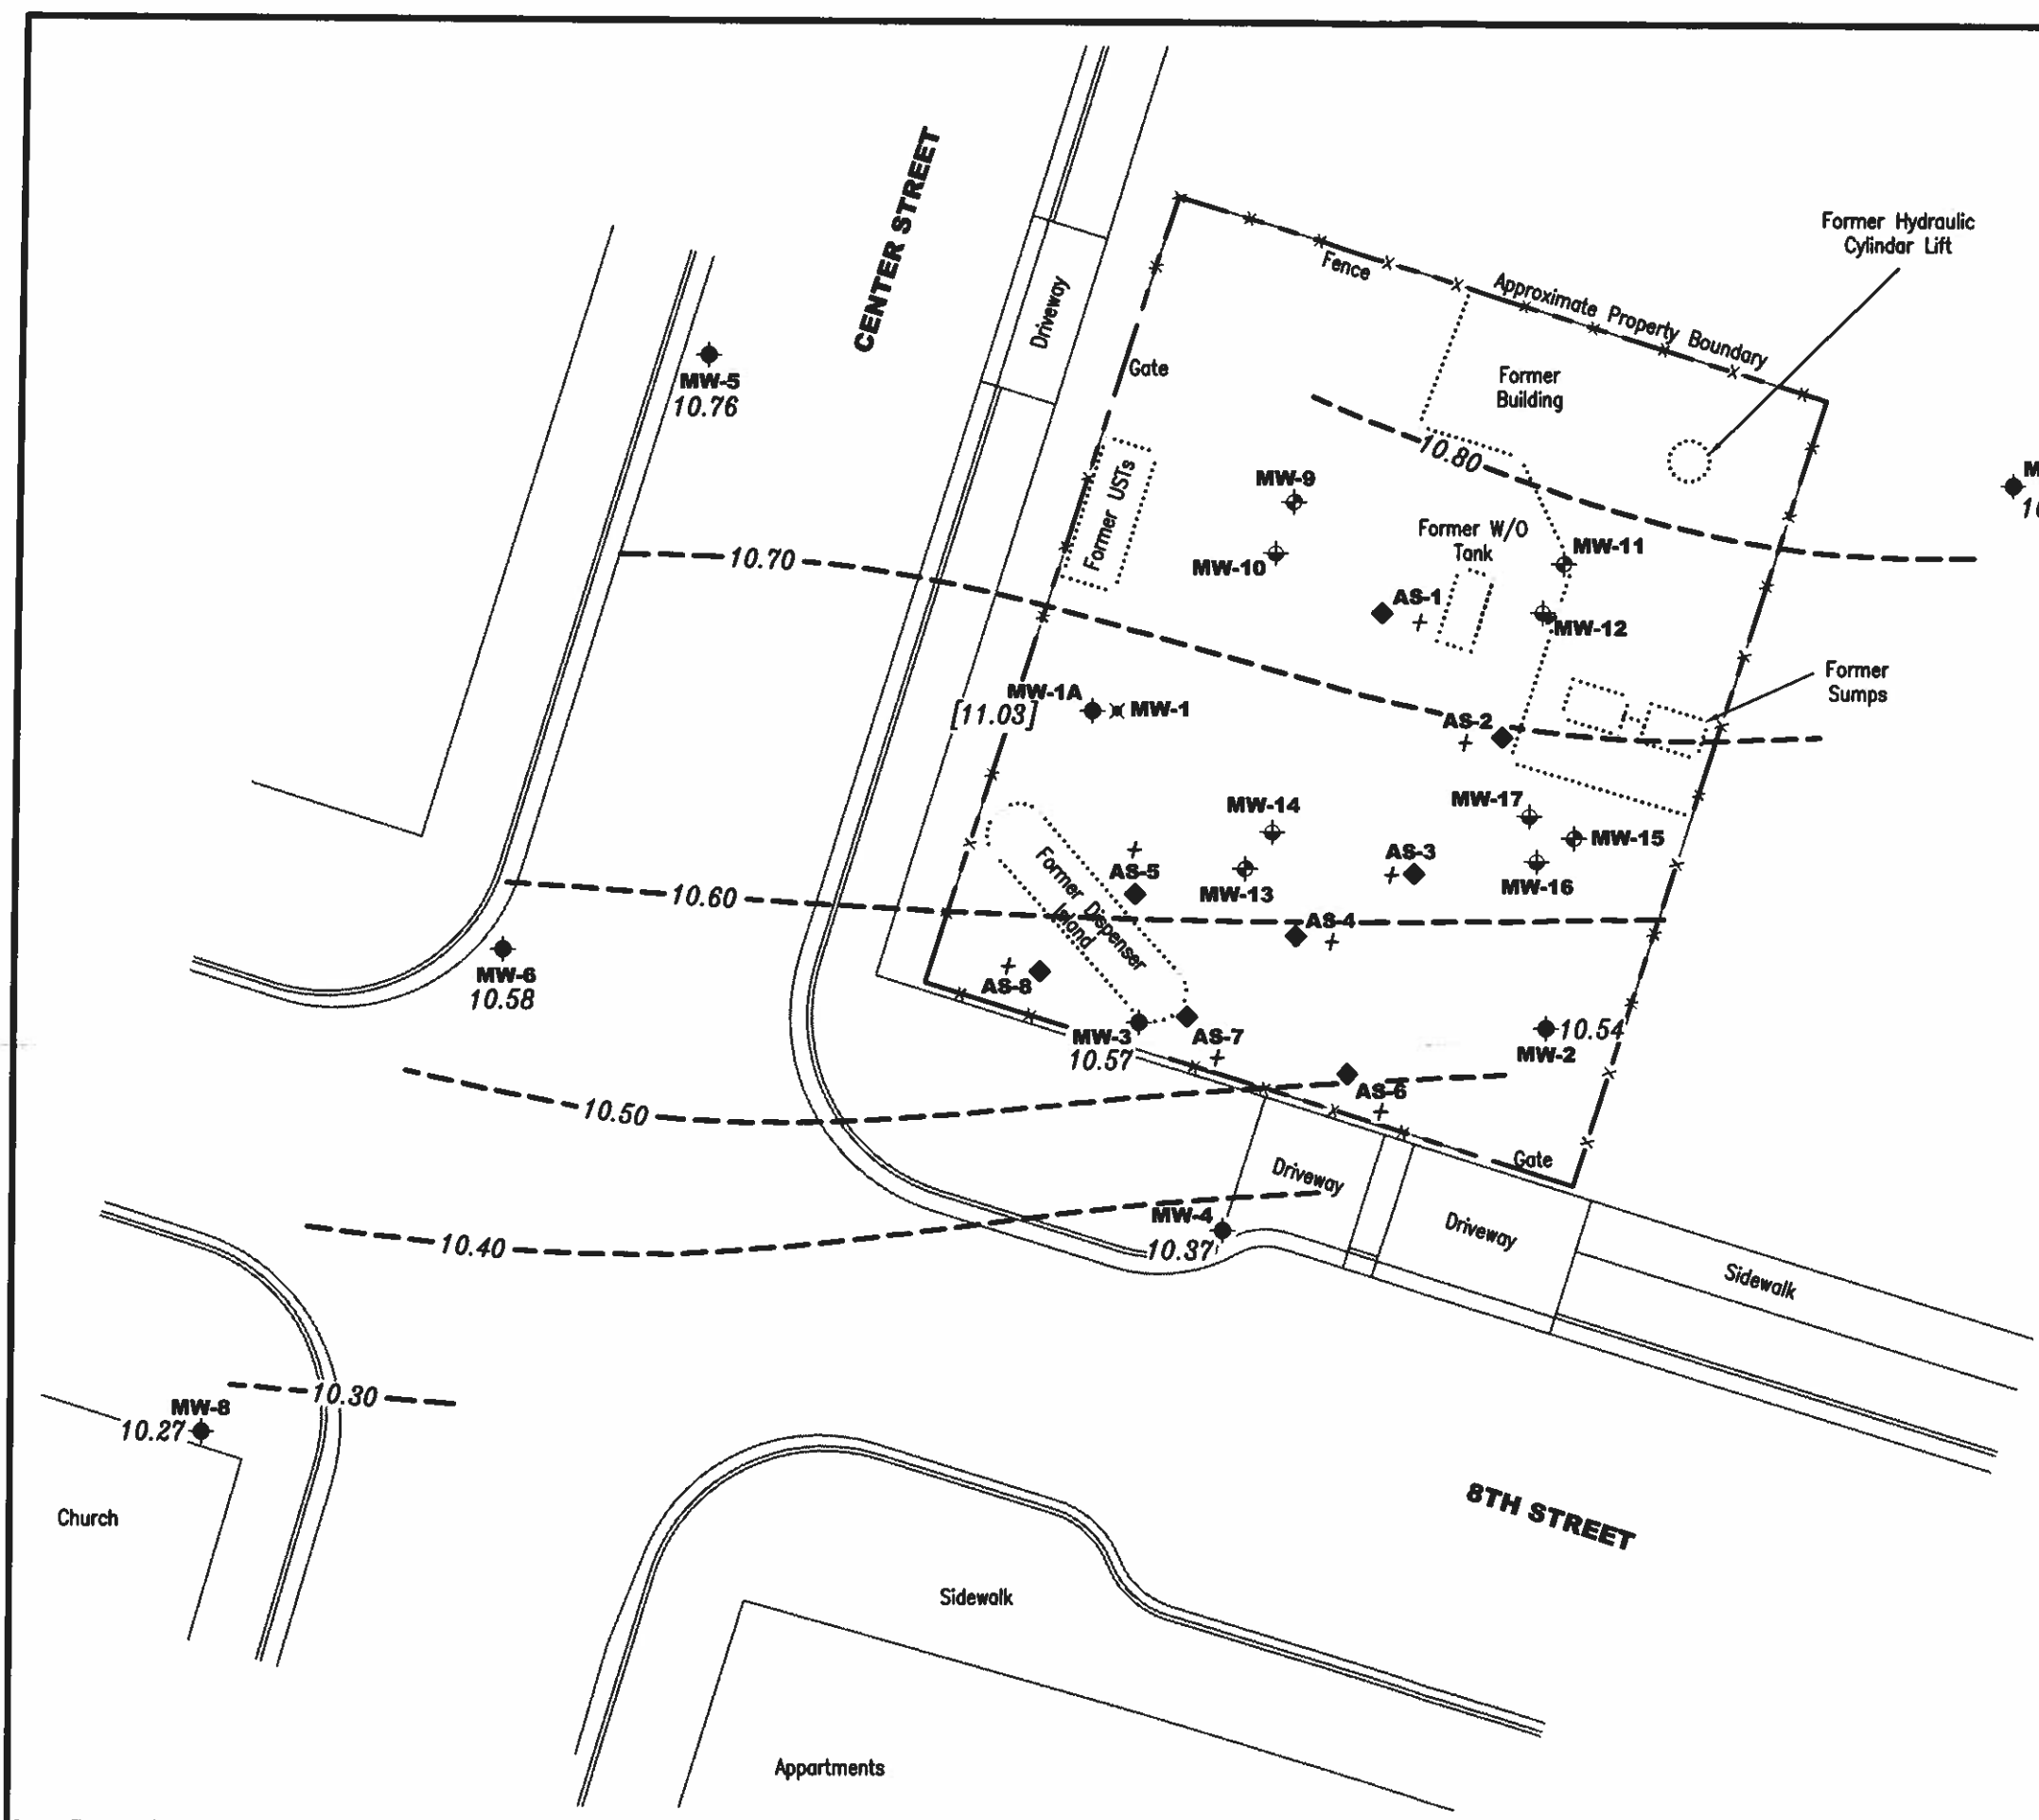 CENTER STREET
Former Hydraulic
Cylindar Lift
Fence
Approximate Property Boundary
Driveway
Gate
MW-5
10.76
Former
Building
10.80
MW-9
Former USTs
Former W/O
Tank
MW-11
MW-10
10.70
AS-1
MW-12
Former
Sumps
MW-1A
[11.03]
MW-1
AS-2
MW-17
MW-14
MW-15
AS-3
AS-5
MW-16
MW-13
Former Dispenser
Island
10.60
AS-4
MW-6
10.58
AS-8
MW-3
10.57
AS-7
10.54
MW-2
AS-6
10.50
Gate
Driveway
MW-4
10.37
10.40
Driveway
Sidewalk
10.30
MW-8
10.27
8TH STREET
Church
Sidewalk
Appartments